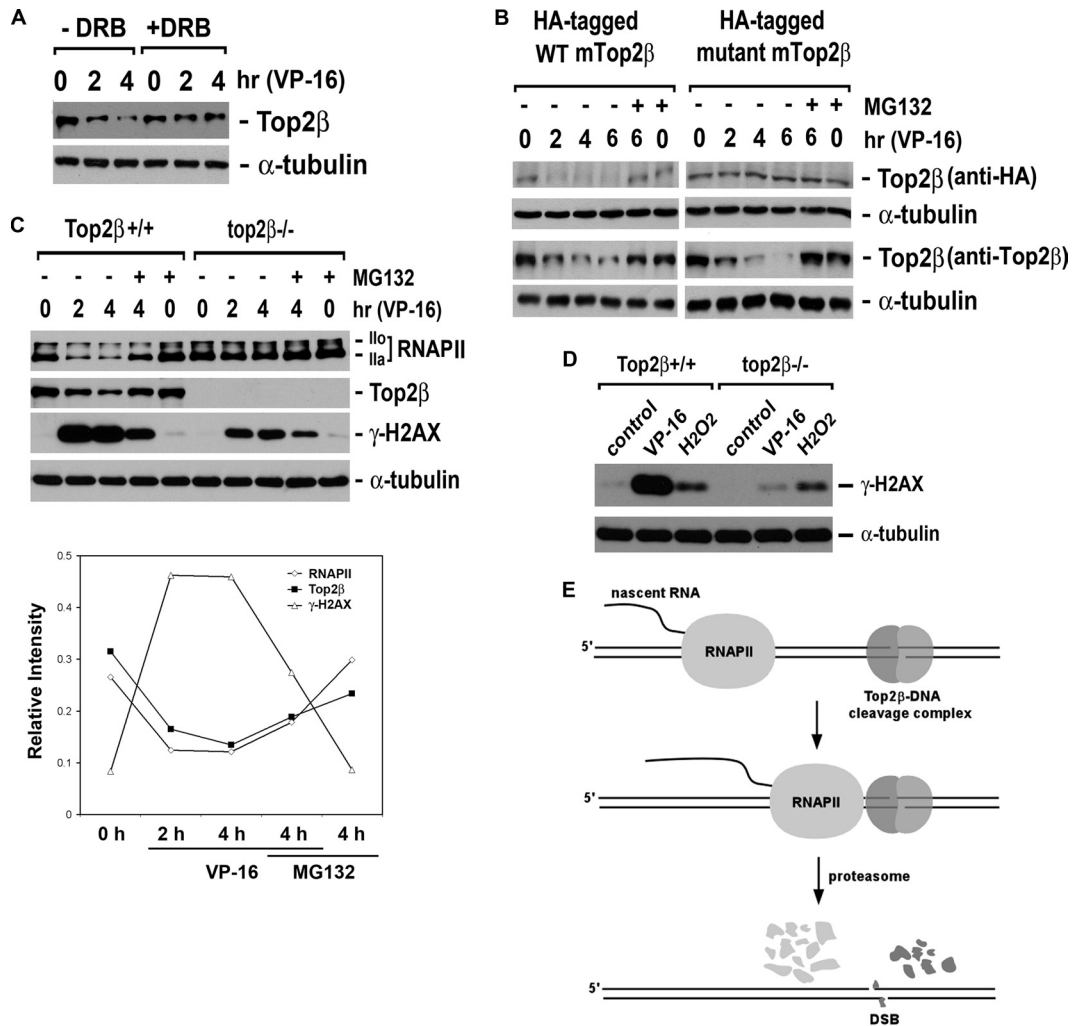 A
- DRB +DRB
0 2 4 0 2 4 hr (VP-16)
- Top2β
- α-tubulin
B
HA-tagged
WT mTop2β
HA-tagged
mutant mTop2β
- - - - + + - - - - + + MG132
0 2 4 6 6 0 0 2 4 6 6 0 hr (VP-16)
- Top2β (anti-HA)
- α-tubulin
- Top2β (anti-Top2β)
- α-tubulin
C
Top2β+/+ top2β-/-
- - - + + - - - + + MG132
0 2 4 4 0 0 2 4 4 0 hr (VP-16)
- IIo
- IIa ] RNAPII
- Top2β
- γ-H2AX
- α-tubulin
Relative Intensity
0.5
0.4
0.3
0.2
0.1
0
RNAPII
Top2β
γ-H2AX
0 h 2 h 4 h 4 h 4 h
VP-16 MG132
D
Top2β+/+ top2β-/-
control VP-16 H2O2 control VP-16 H2O2
– γ-H2AX
– α-tubulin
E
nascent RNA
5'
RNAPII
Top2β-DNA
cleavage complex
5'
RNAPII
proteasome
5'
DSB